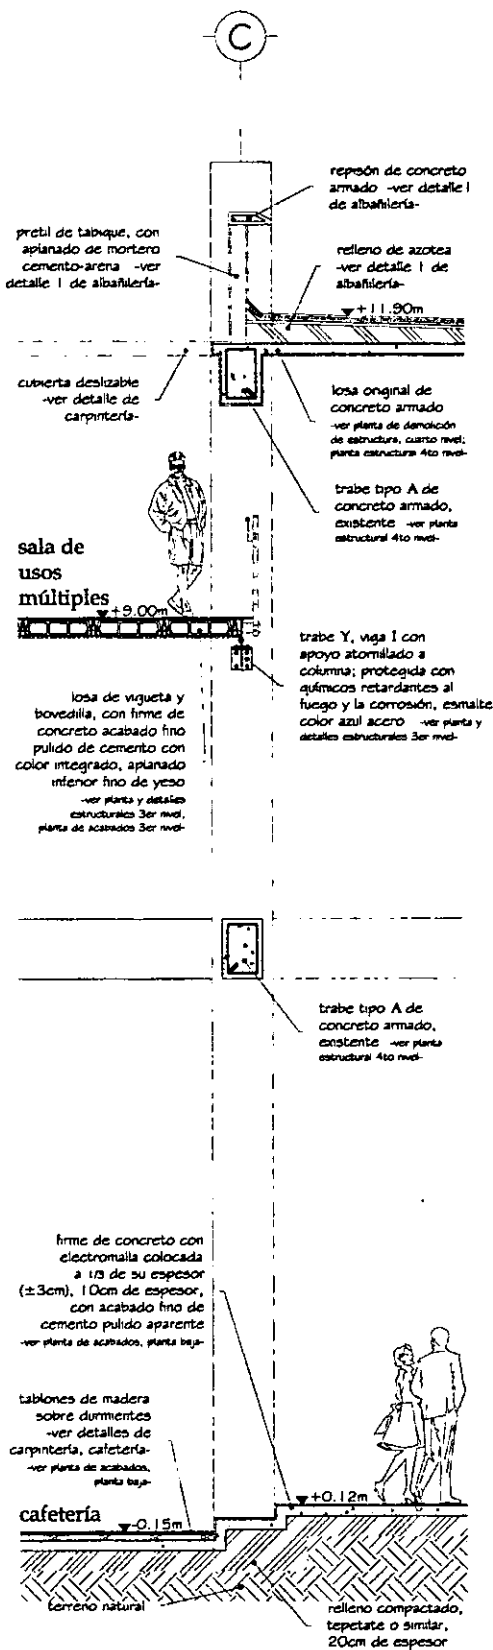 C
repisón de concreto
armado -ver detalle 1
de albañilería-
pretil de tabique, con
aplanado de mortero
cemento-arena -ver
detalle 1 de albañilería-
relleno de azotea
-ver detalle 1 de
albañilería-
+11.90m
cubierta deslizable
-ver detalle de
carpintería-
losa original de
concreto armado
-ver planta de demolición
de estructura, cuarto nivel;
planta estructural 4to nivel-
trabe tipo A de
concreto armado,
existente -ver planta
estructural 4to nivel-
sala de
usos
múltiples
+9.00m
trabe Y, viga I con
apoyo atornillado a
columna; protegida con
químicos retardantes al
fuego y la corrosión, esmalte
color azul acero -ver planta y
detalles estructurales 3er nivel-
losa de vigueta y
bovedilla, con firme de
concreto acabado fino
pulido de cemento con
color integrado, aplanado
inferior fino de yeso
-ver planta y detalles
estructurales 3er nivel,
planta de acabados 3er nivel-
trabe tipo A de
concreto armado,
existente -ver planta
estructural 4to nivel-
firme de concreto con
electromalla colocada
a 1/3 de su espesor
(±3cm), 10cm de espesor,
con acabado fino de
cemento pulido aparente
-ver planta de acabados, planta baja-
tablones de madera
sobre durmientes
-ver detalles de
carpintería, cafetería-
-ver planta de acabados,
planta baja-
+0.12m
cafetería
-0.15m
terreno natural
relleno compactado,
tepetate o similar,
20cm de espesor